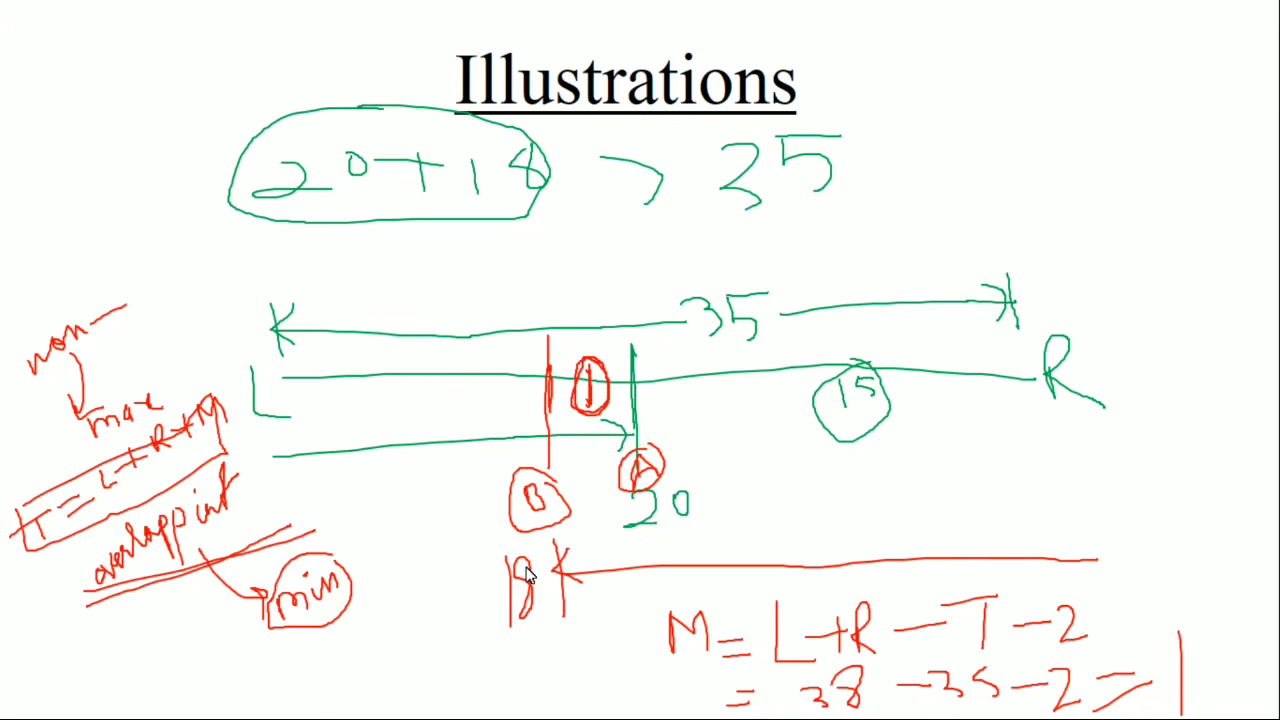 Illustrations
20+18 > 35
35
non-
max
L 1 15 R
T = L+R+M
B A
20
overlapping
min
18
M = L+R-T-2
= 38-35-2=1